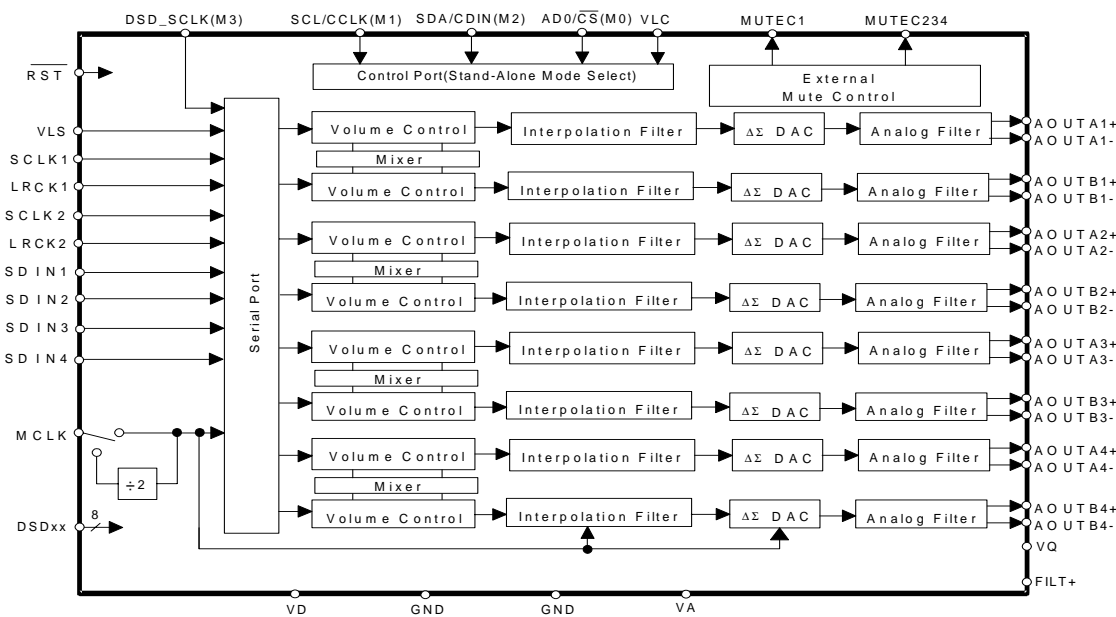 DSD_SCLK(M3) SCL/CCLK(M1) SDA/CDIN(M2) AD0/CS(M0) VLC MUTEC1 MUTEC234
RST
Control Port(Stand-Alone Mode Select)
External
Mute Control
VLS
SCLK1
LRCK1
SCLK2
LRCK2
SDIN1
SDIN2
SDIN3
SDIN4
MCLK
÷2
DSDxx
8
Serial Port
Volume Control Interpolation Filter ΔΣ DAC Analog Filter AOUTA1+
AOUTA1-
Mixer
Volume Control Interpolation Filter ΔΣ DAC Analog Filter AOUTB1+
AOUTB1-
Volume Control Interpolation Filter ΔΣ DAC Analog Filter AOUTA2+
AOUTA2-
Mixer
Volume Control Interpolation Filter ΔΣ DAC Analog Filter AOUTB2+
AOUTB2-
Volume Control Interpolation Filter ΔΣ DAC Analog Filter AOUTA3+
AOUTA3-
Mixer
Volume Control Interpolation Filter ΔΣ DAC Analog Filter AOUTB3+
AOUTB3-
Volume Control Interpolation Filter ΔΣ DAC Analog Filter AOUTA4+
AOUTA4-
Mixer
Volume Control Interpolation Filter ΔΣ DAC Analog Filter AOUTB4+
AOUTB4-
VQ
FILT+
VD GND GND VA